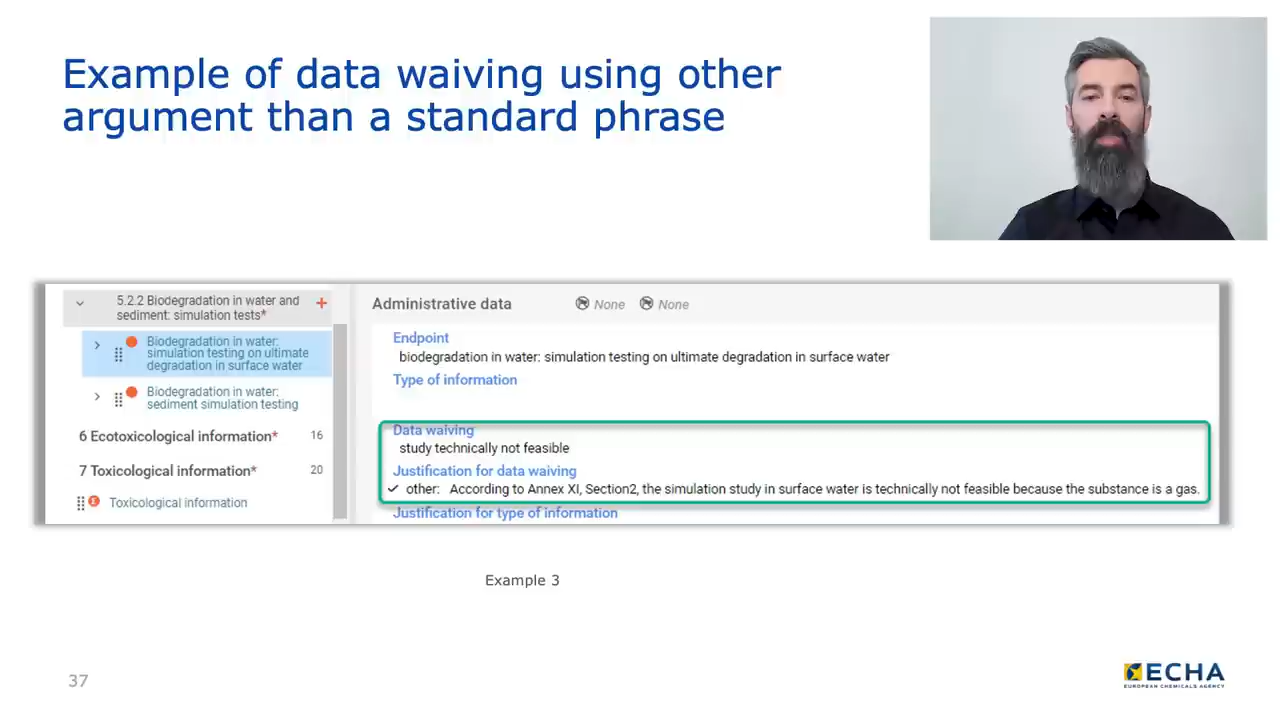 Example of data waiving using other
argument than a standard phrase
5.2.2 Biodegradation in water and
sediment: simulation tests*
+
Biodegradation in water:
simulation testing on ultimate
degradation in surface water
Biodegradation in water:
sediment simulation testing
6 Ecotoxicological information* 16
7 Toxicological information* 20
Toxicological information
Administrative data None None
Endpoint
biodegradation in water: simulation testing on ultimate degradation in surface water
Type of information
Data waiving
study technically not feasible
Justification for data waiving
other: According to Annex XI, Section2, the simulation study in surface water is technically not feasible because the substance is a gas.
Justification for type of information
Example 3
37
ECHA
EUROPEAN CHEMICALS AGENCY